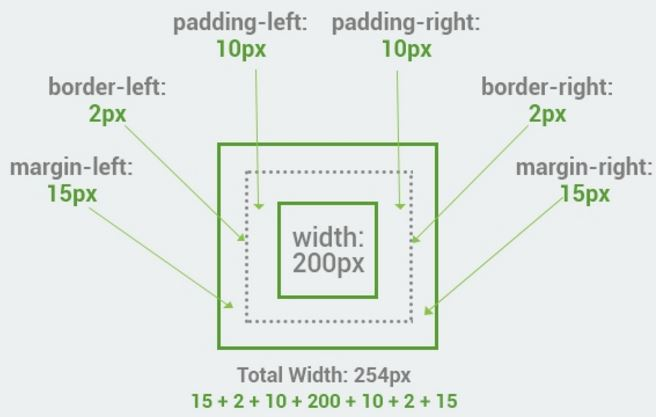 padding-left:
10px
padding-right:
10px
border-left:
2px
border-right:
2px
margin-left:
15px
margin-right:
15px
width:
200px
Total Width: 254px
15 + 2 + 10 + 200 + 10 + 2 + 15